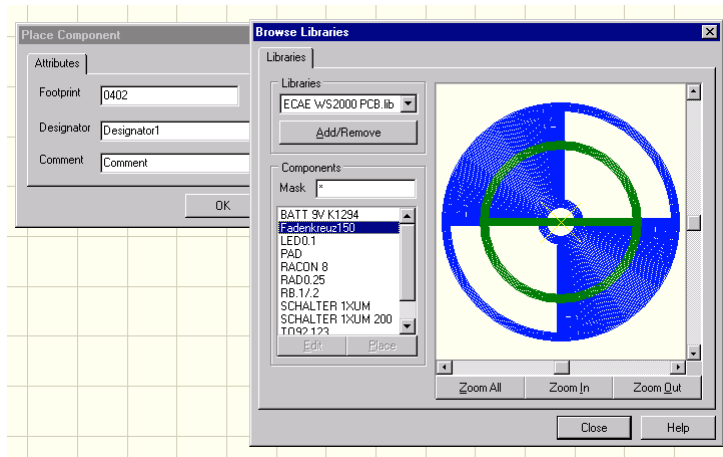 Place Component
Attributes
Footprint
0402
Designator
Designator1
Comment
Comment
OK
Browse Libraries
Libraries
Libraries
ECAE WS2000 PCB.lib
Add/Remove
Components
Mask
*
BATT 9V K1294
Fadenkreuz150
LED0.1
PAD
RACON 8
RAD0.25
RB.1/.2
SCHALTER 1XUM
SCHALTER 1XUM 200
TO92 123
Edit
Place
Zoom All
Zoom In
Zoom Out
Close
Help